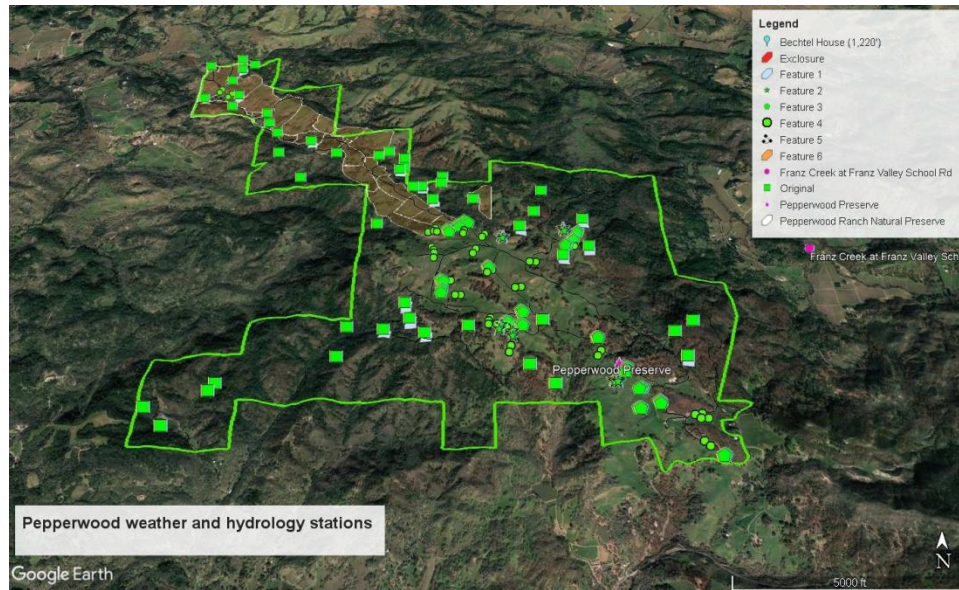 Legend
Bechtel House (1,220')
Exclosure
Feature 1
Feature 2
Feature 3
Feature 4
Feature 5
Feature 6
Franz Creek at Franz Valley School Rd
Original
Pepperwood Preserve
Pepperwood Ranch Natural Preserve
Franz Creek at Franz Valley Sch
Pepperwood Preserve
Pepperwood weather and hydrology stations
N
Google Earth
5000 ft